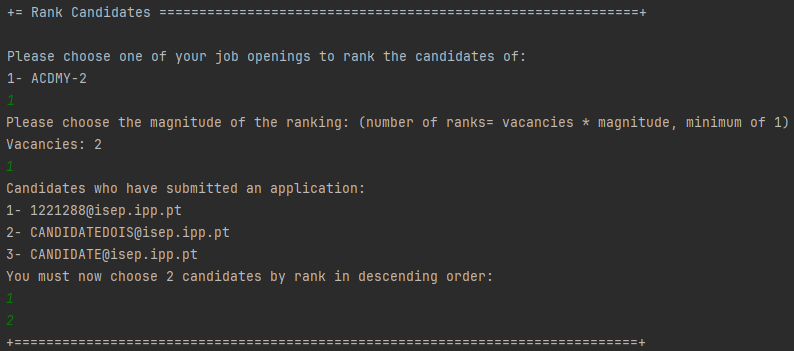 += Rank Candidates ============================================================+
Please choose one of your job openings to rank the candidates of:
1- ACDMY-2
1
Please choose the magnitude of the ranking: (number of ranks= vacancies * magnitude, minimum of 1)
Vacancies: 2
1
Candidates who have submitted an application:
1- 1221288@isep.ipp.pt
2- CANDIDATEDOIS@isep.ipp.pt
3- CANDIDATE@isep.ipp.pt
You must now choose 2 candidates by rank in descending order:
1
2
+==============================================================================+